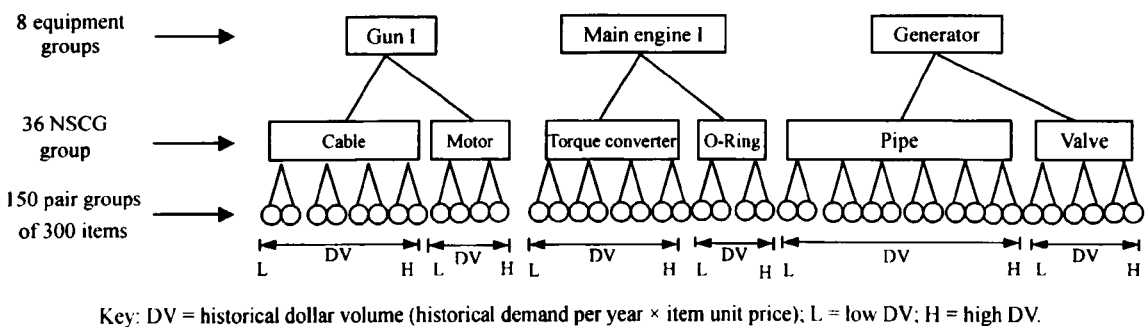 8 equipment
groups
Gun I
Main engine I
Generator
36 NSCG
group
Cable
Motor
Torque converter
O-Ring
Pipe
Valve
150 pair groups
of 300 items
L DV H L DV H L DV H L DV H L DV H L DV H
Key: DV = historical dollar volume (historical demand per year × item unit price); L = low DV; H = high DV.